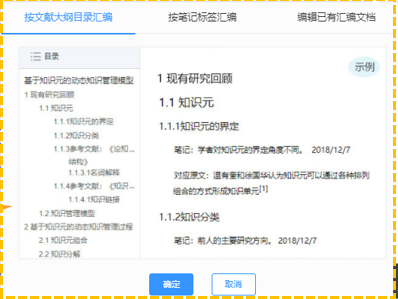 按文献大纲目录汇编
按笔记标签汇编
编辑已有汇编文档
目录
基于知识元的动态知识管理模型
1 现有研究回顾
1.1 知识元
1.1.1知识元的界定
1.1.2知识分类
1.1.3参考文献：《论知...
结构》
1.1.3.1名词解释
1.1.4参考文献：《知识...
1.1.4.1知识链接
1.2 知识管理模型
2 基于知识元的动态知识管理过程
2.1 知识元组合
2.2 知识分解
示例
1 现有研究回顾
1.1 知识元
1.1.1知识元的界定
笔记：学者对知识元的界定角度不同。 2018/12/7
对应原文：温有奎和徐国华认为知识元可以通过各种排列
组合的方式形成知识单元[1]
1.1.2知识分类
笔记：前人的主要研究方向。 2018/12/7
确定
取消